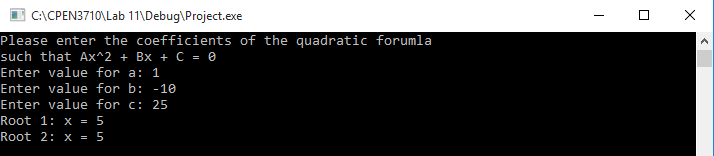 C:\CPEN3710\Lab 11\Debug\Project.exe
Please enter the coefficients of the quadratic forumla
such that Ax^2 + Bx + C = 0
Enter value for a: 1
Enter value for b: -10
Enter value for c: 25
Root 1: x = 5
Root 2: x = 5